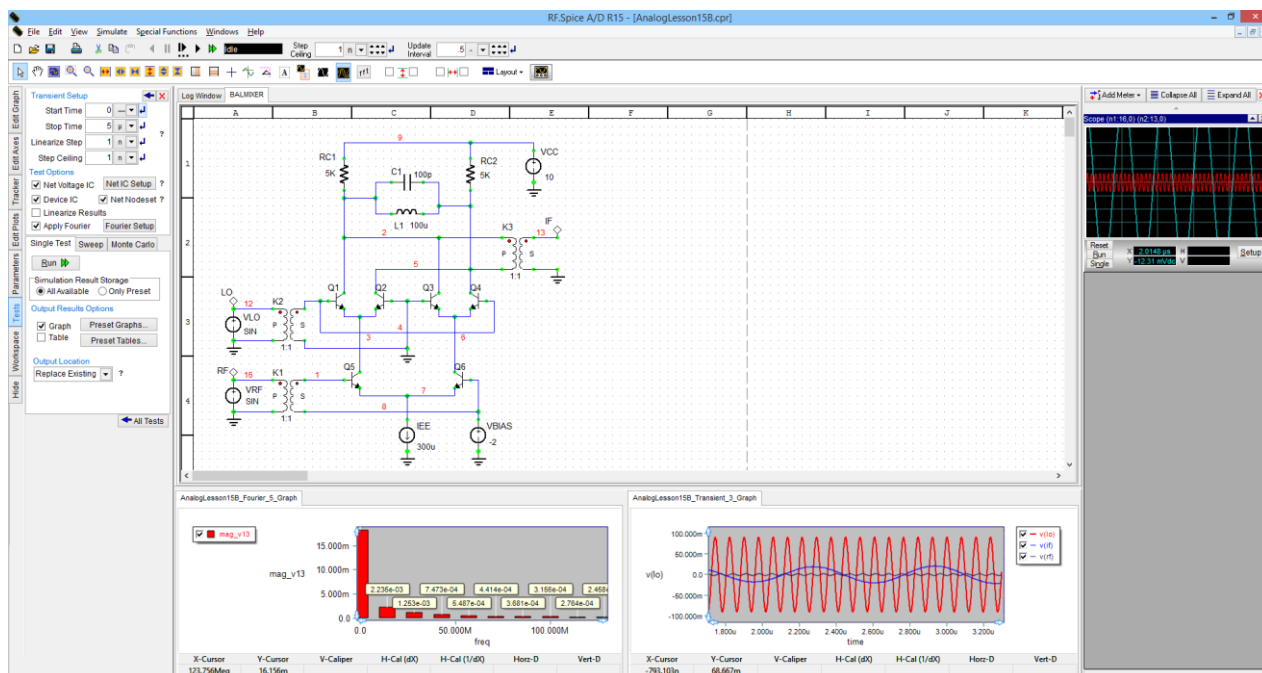 RF.Spice A/D R15 - [AnalogLesson15B.cpr]
File Edit View Simulate Special Functions Windows Help
Idle Step Ceiling 1 n Update Interval .5 -
A rf1 Layout
Edit Graph
Edit Axes
Tracker
Edit Plots
Parameters
Tests
Workspace
Hide
Transient Setup
Start Time 0 ---
Stop Time 5 µ
Linearize Step 1 n ?
Step Ceiling 1 n
Test Options
Net Voltage IC Net IC Setup ?
Device IC Net Nodeset ?
Linearize Results
Apply Fourier Fourier Setup
Single Test Sweep Monte Carlo
Run
Simulation Result Storage
All Available Only Preset
Output Results Options
Graph Preset Graphs...
Table Preset Tables...
Output Location
Replace Existing ?
All Tests
Log Window BALMIXER
A B C D E F G H I J K
1
2
3
4
9
RC1
5K
C1 100p
L1 100u
RC2
5K
VCC
10
2
K3
IF
13
P S
1:1
5
Q1 Q2 Q3 Q4
LO
12 K2
VLO
SIN
P S
1:1
3
4
6
RF
16 K1
1
Q5 Q6
VRF
SIN
P S
1:1
7
8
IEE
300u
VBIAS
-2
Add Meter Collapse All Expand All
Scope (n1:16,0) (n2:13,0)
Reset
Run
Single
X 2.0148 µs H
Y -12.31 mVdc V
Setup
AnalogLesson15B_Fourier_5_Graph
mag_v13
mag_v13
15.000m
10.000m
5.000m
0.0
2.236e-03 7.473e-04 4.414e-04 3.156e-04
1.253e-03 5.487e-04 3.681e-04 2.764e-04
0.0 50.000M 100.000M
freq
X-Cursor Y-Cursor V-Caliper H-Cal (dX) H-Cal (1/dX) Horz-D Vert-D
123.756Meg 16.156m
AnalogLesson15B_Transient_3_Graph
v(lo)
100.000m
50.000m
0.0
-50.000m
-100.000m
1.800u 2.000u 2.200u 2.400u 2.600u 2.800u 3.000u 3.200u
time
v(lo)
v(if)
v(rf)
X-Cursor Y-Cursor V-Caliper H-Cal (dX) H-Cal (1/dX) Horz-D Vert-D
-793.103n 68.667m